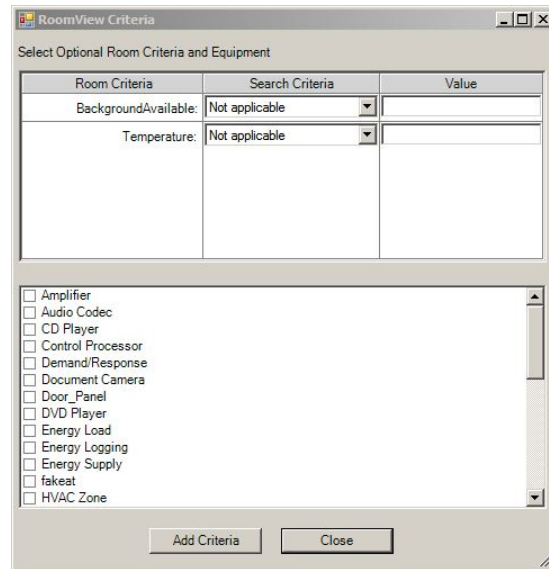 RoomView Criteria
Select Optional Room Criteria and Equipment
Room Criteria Search Criteria Value
BackgroundAvailable: Not applicable
Temperature: Not applicable
Amplifier
Audio Codec
CD Player
Control Processor
Demand/Response
Document Camera
Door_Panel
DVD Player
Energy Load
Energy Logging
Energy Supply
fakeat
HVAC Zone
Add Criteria Close